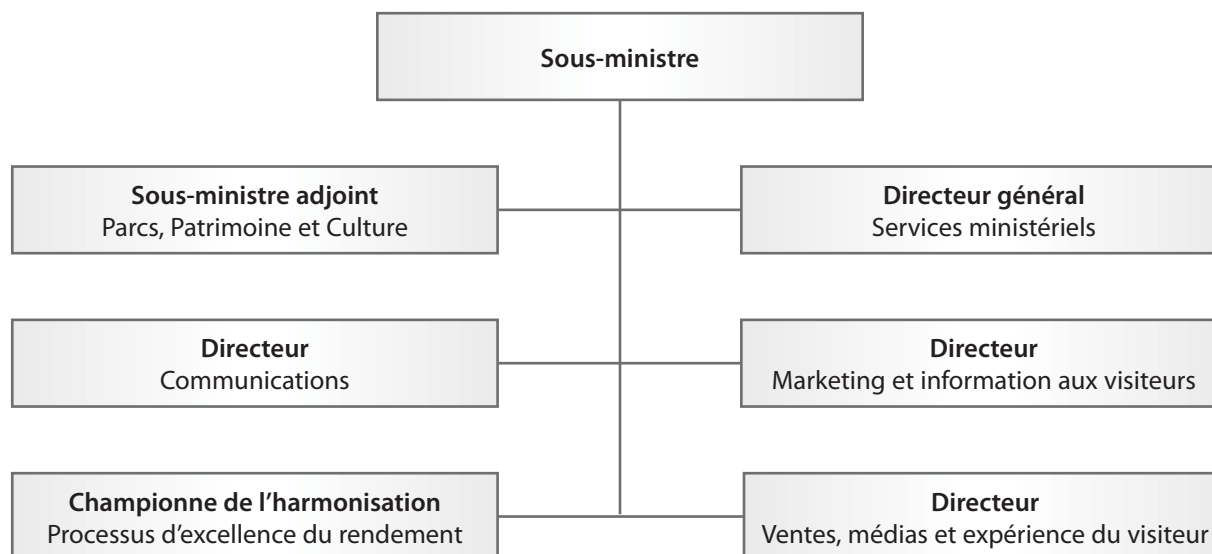 Sous-ministre
Sous-ministre adjoint
Parcs, Patrimoine et Culture
Directeur général
Services ministériels
Directeur
Communications
Directeur
Marketing et information aux visiteurs
Championne de l’harmonisation
Processus d’excellence du rendement
Directeur
Ventes, médias et expérience du visiteur